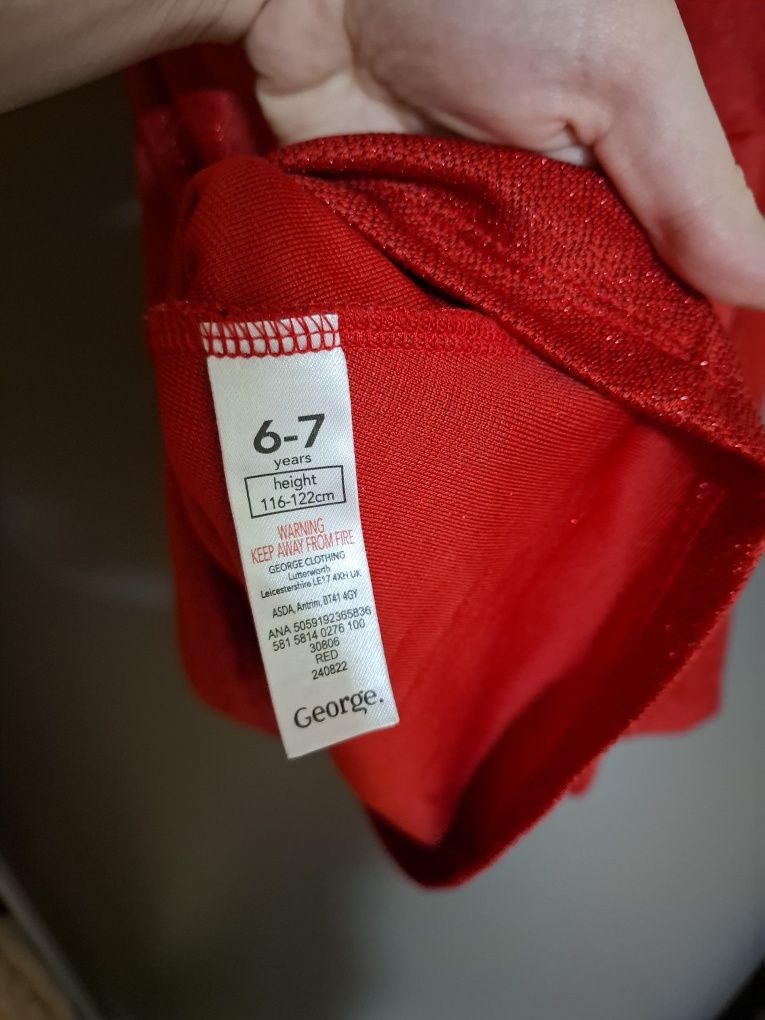 6-7
years
height
116-122cm
WARNING
KEEP AWAY FROM FIRE
GEORGE CLOTHING
Lutterworth
Leicestershire LE17 4XH UK
ASDA, Antrim, BT41 4GY
ANA 5059192365836
581 5814 0276 100
30806
RED
240822
George.